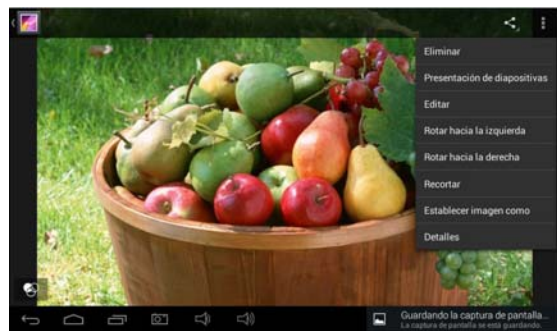 Eliminar
Presentación de diapositivas
Editar
Rotar hacia la izquierda
Rotar hacia la derecha
Recortar
Establecer imagen como
Detalles
Guardando la captura de pantalla...
La captura de pantalla se está guardando.